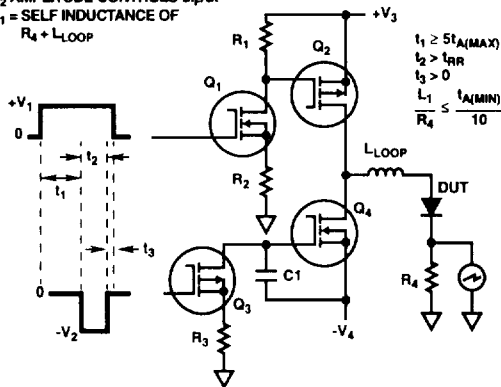 1 = SELF INDUCTANCE OF
R4 + LLOOP
+V1
0
t2
t1
t3
0
-V2
Q1
R1
R2
Q2
+V3
Q3
R3
C1
Q4
-V4
LLOOP
DUT
R4
t1 ≥ 5tA(MAX)
t2 > tRR
t3 > 0
L1/R4 ≤ tA(MIN)/10